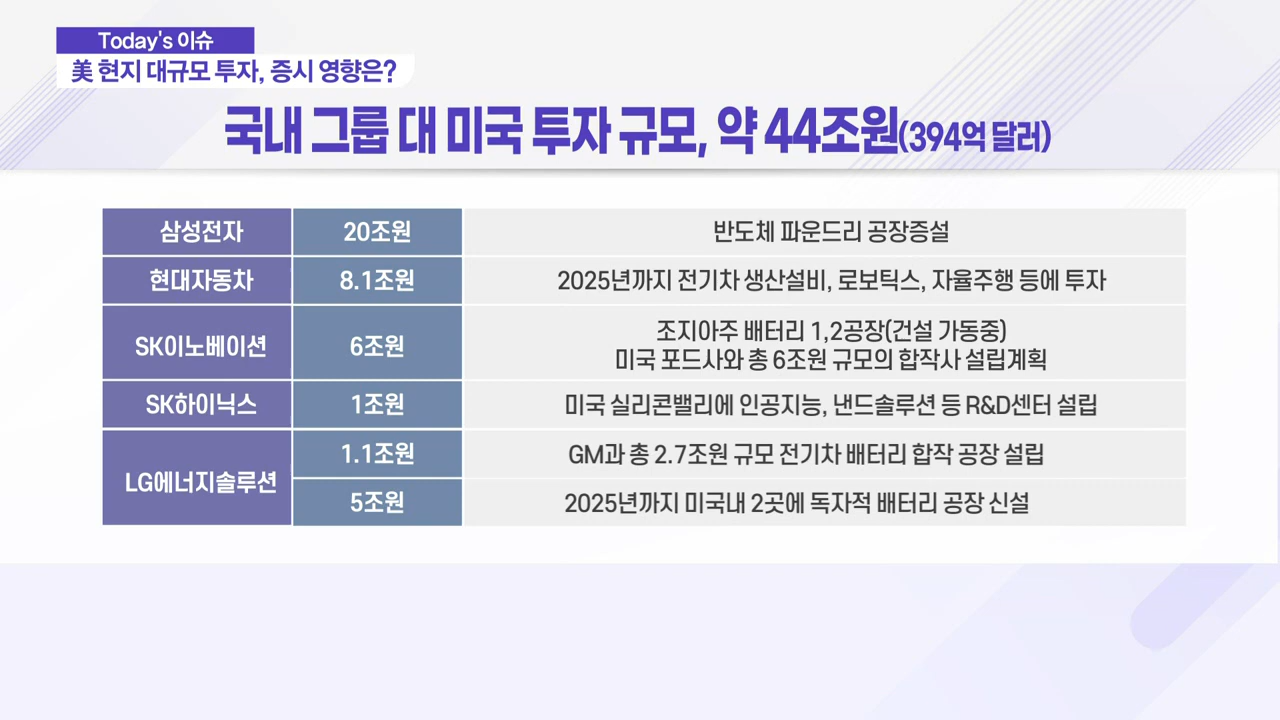 Today's 이슈
美 현지 대규모 투자, 증시 영향은?
국내 그룹 대 미국 투자 규모, 약 44조원(394억 달러)
삼성전자 20조원 반도체 파운드리 공장증설
현대자동차 8.1조원 2025년까지 전기차 생산설비, 로보틱스, 자율주행 등에 투자
SK이노베이션 6조원 조지아주 배터리 1,2공장(건설 가동중)
미국 포드사와 총 6조원 규모의 합작사 설립계획
SK하이닉스 1조원 미국 실리콘밸리에 인공지능, 낸드솔루션 등 R&D센터 설립
LG에너지솔루션 1.1조원 GM과 총 2.7조원 규모 전기차 배터리 합작 공장 설립
5조원 2025년까지 미국내 2곳에 독자적 배터리 공장 신설